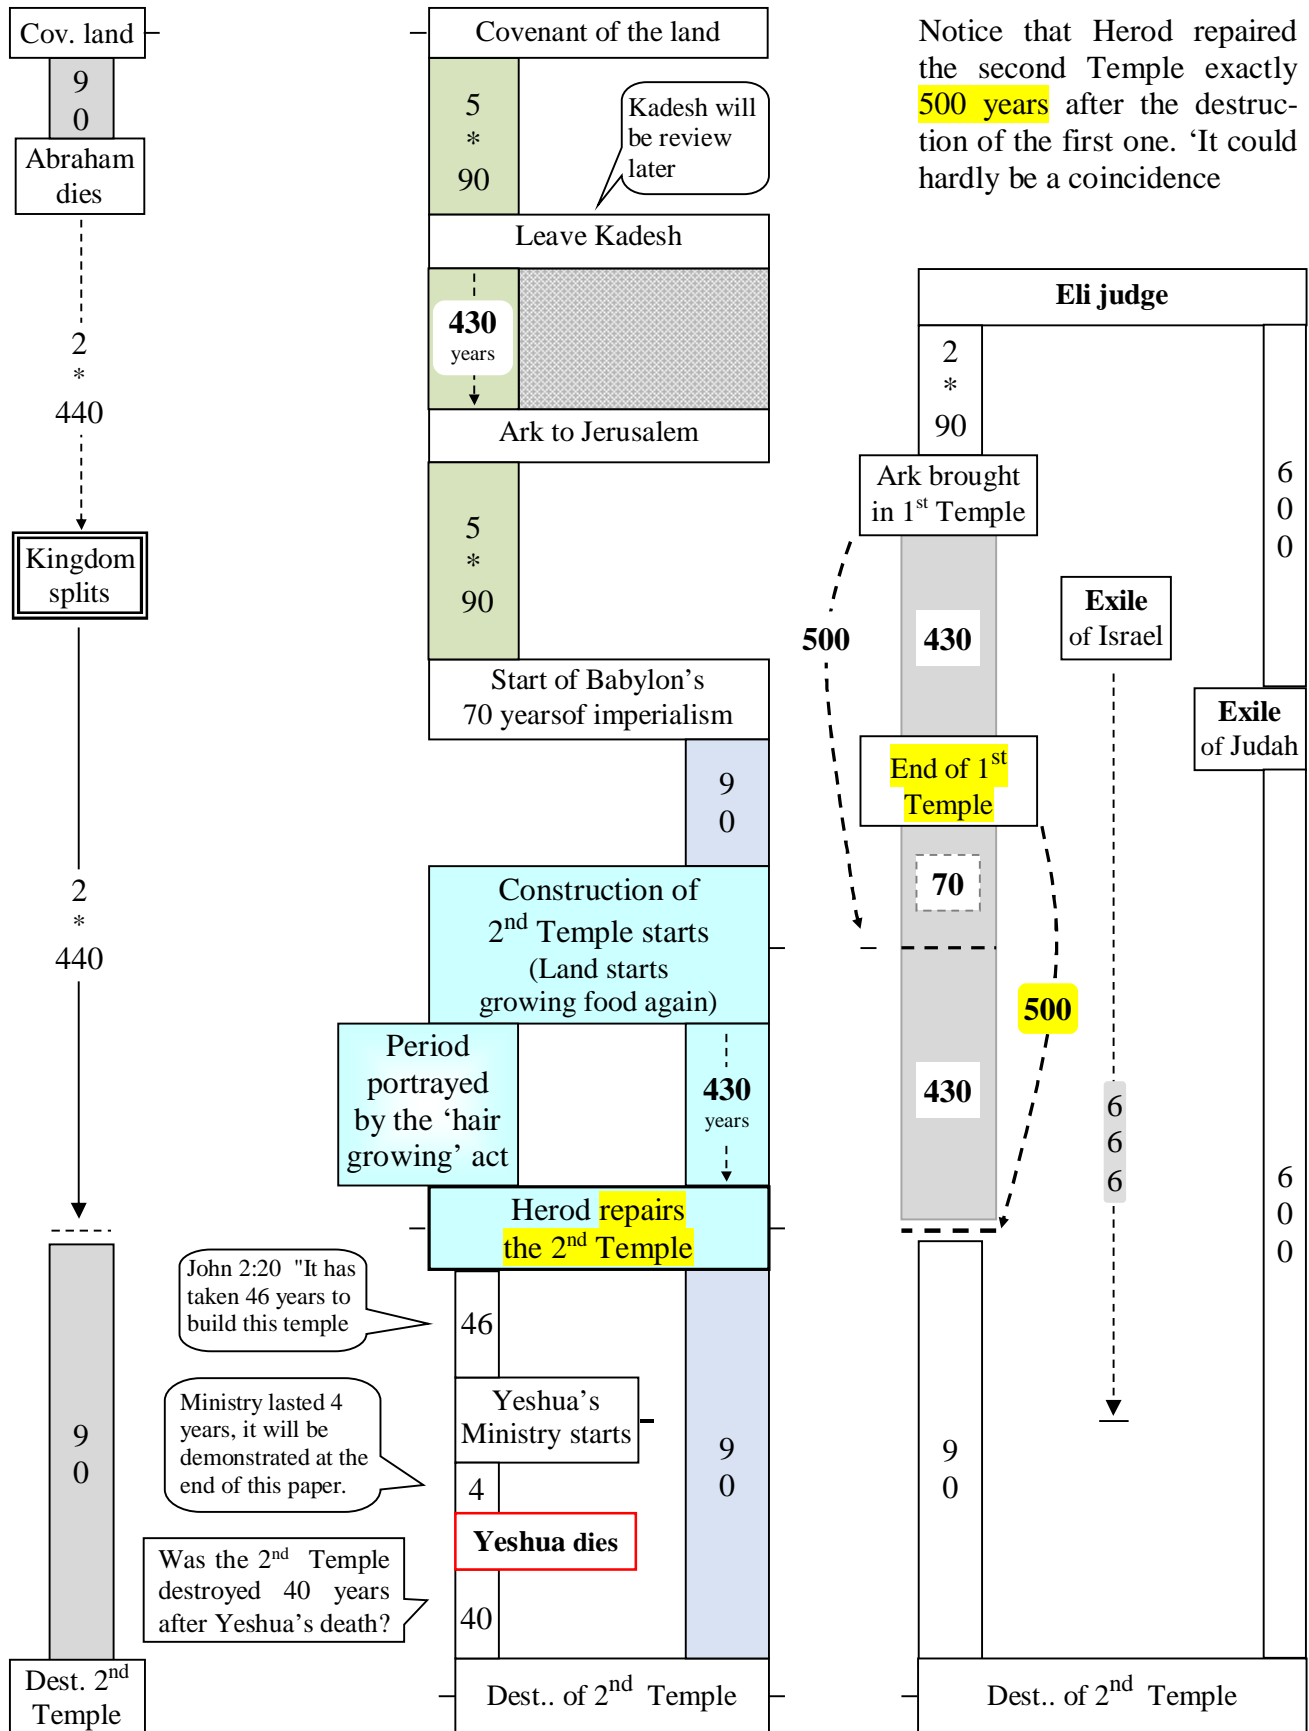 Cov. land
9
0
Abraham
dies
2
*
440
Kingdom
splits
2
*
440
9
0
Dest. 2nd
Temple
Covenant of the land
5
*
90
Kadesh will
be review
later
Leave Kadesh
430
years
Ark to Jerusalem
5
*
90
Start of Babylon’s
70 yearsof imperialism
9
0
Construction of
2nd Temple starts
(Land starts
growing food again)
Period
portrayed
by the ‘hair
growing’ act
430
years
Herod repairs
the 2nd Temple
John 2:20 "It has
taken 46 years to
build this temple
46
Ministry lasted 4
years, it will be
demonstrated at the
end of this paper.
Yeshua’s
Ministry starts
4
9
0
Yeshua dies
Was the 2nd Temple
destroyed 40 years
after Yeshua’s death?
40
Dest.. of 2nd Temple
Notice that Herod repaired
the second Temple exactly
500 years after the destruc-
tion of the first one. ‘It could
hardly be a coincidence
Eli judge
2
*
90
Ark brought
in 1st Temple
500
430
End of 1st
Temple
70
500
430
9
0
Exile
of Israel
6
6
6
6
0
0
Exile
of Judah
6
0
0
Dest.. of 2nd Temple